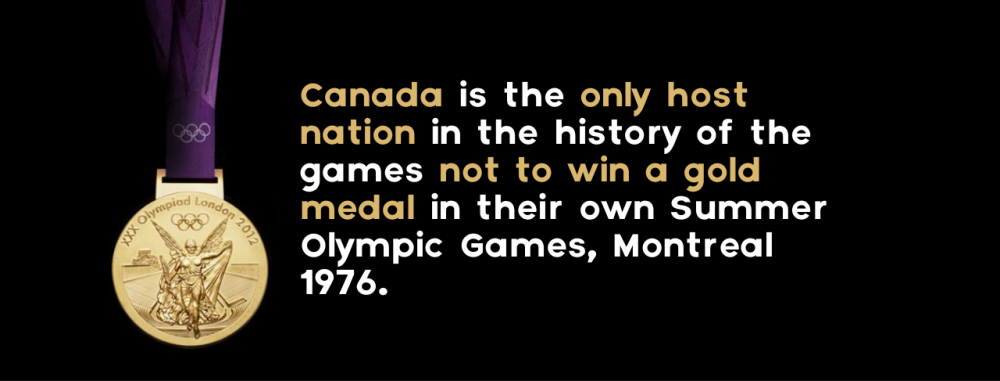 XXX Olympiad London 2012
Canada is the only host
nation in the history of the
games not to win a gold
medal in their own Summer
Olympic Games, Montreal
1976.